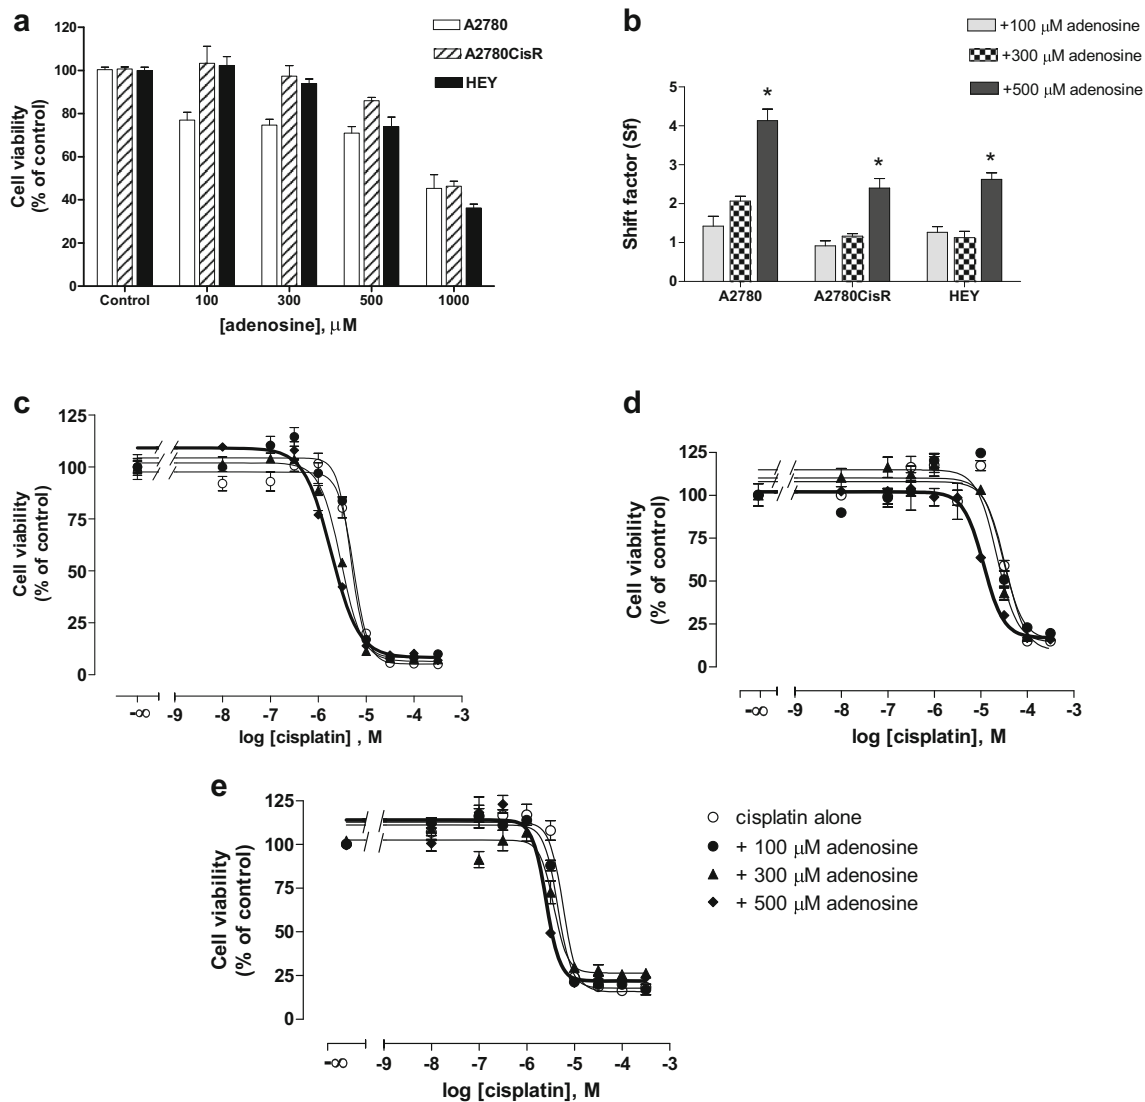 a
A2780
A2780CisR
HEY
Cell viability
(% of control)
120
100
80
60
40
20
0
Control 100 300 500 1000
[adenosine], μM
b
+100 μM adenosine
+300 μM adenosine
+500 μM adenosine
Shift factor (Sf)
5
4
3
2
1
0
* * *
A2780 A2780CisR HEY
c
Cell viability
(% of control)
125
100
75
50
25
0
-∞ -9 -8 -7 -6 -5 -4 -3
log [cisplatin] , M
d
Cell viability
(% of control)
125
100
75
50
25
0
-∞ -9 -8 -7 -6 -5 -4 -3
log [cisplatin], M
e
Cell viability
(% of control)
125
100
75
50
25
0
-∞ -9 -8 -7 -6 -5 -4 -3
log [cisplatin], M
cisplatin alone
+ 100 μM adenosine
+ 300 μM adenosine
+ 500 μM adenosine